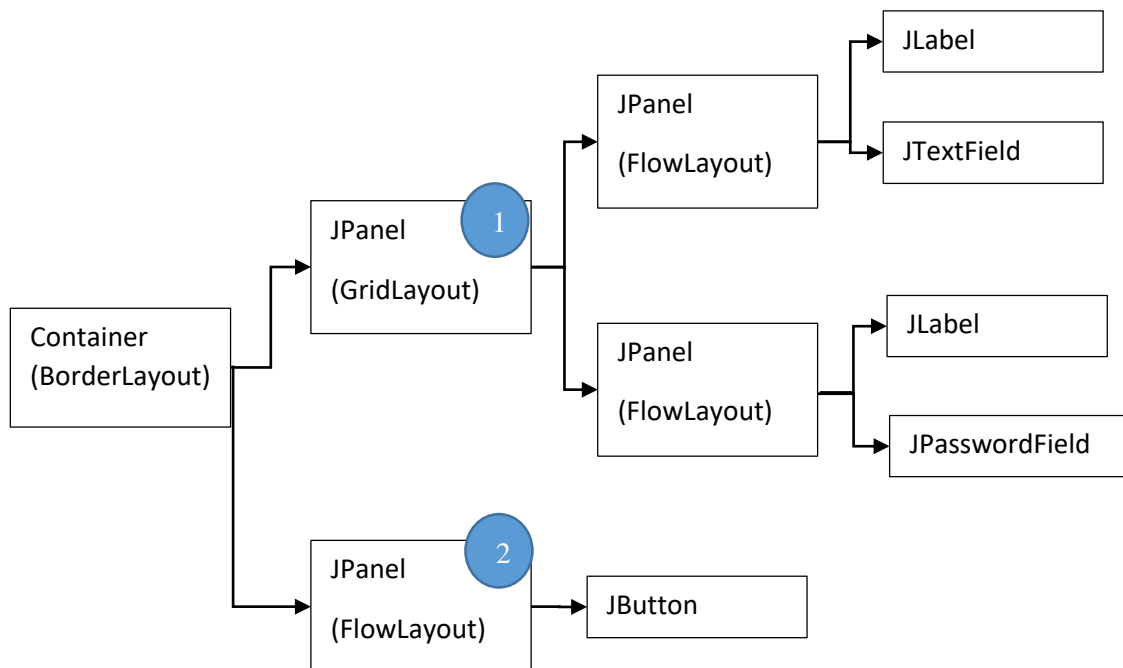 JLabel
JPanel
(FlowLayout)
JTextField
JPanel
(GridLayout)
1
Container
(BorderLayout)
JPanel
(FlowLayout)
JLabel
JPasswordField
JPanel
(FlowLayout)
2
JButton